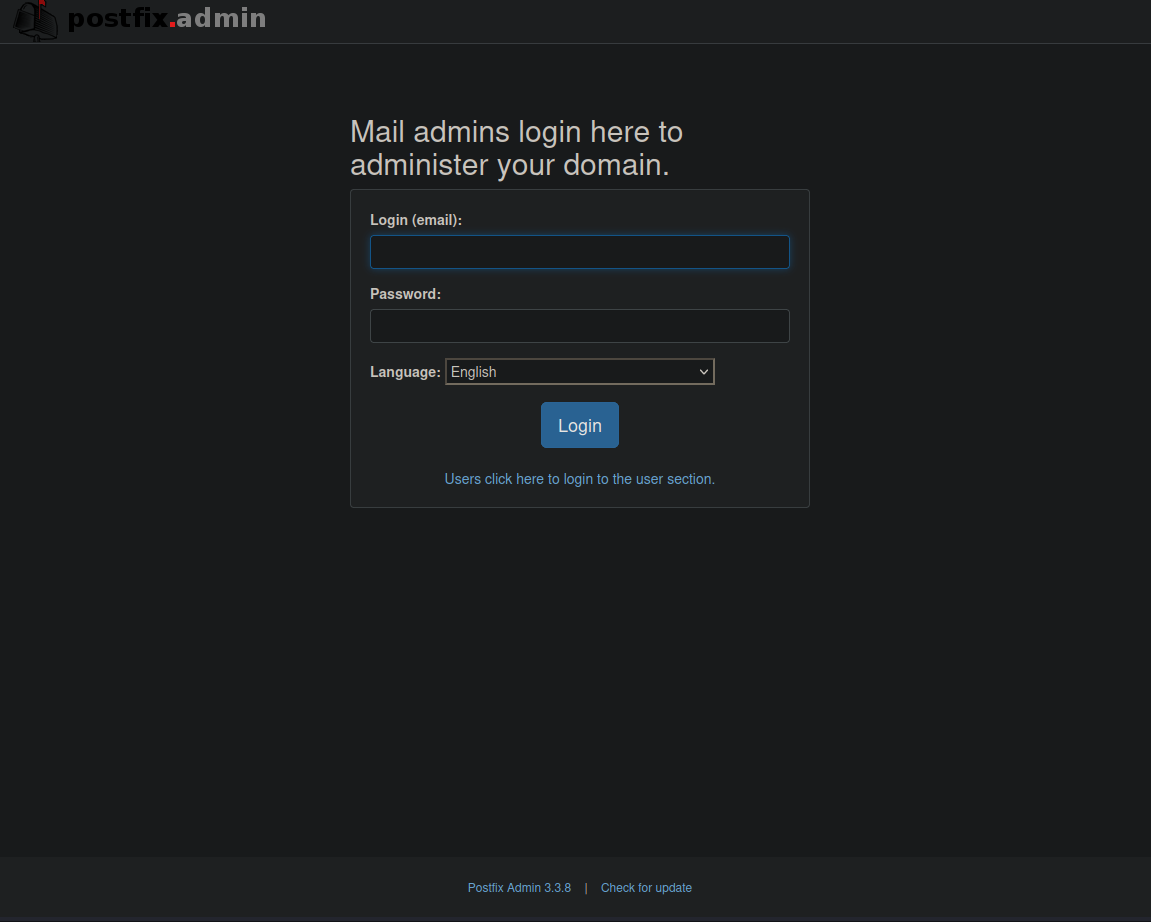 postfix.admin
Mail admins login here to
administer your domain.
Login (email):
Password:
Language: English
Login
Users click here to login to the user section.
Postfix Admin 3.3.8 | Check for update